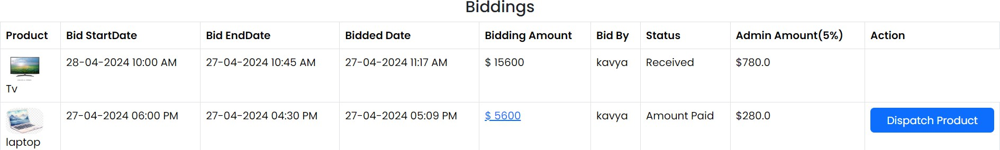 Biddings
Product Bid StartDate Bid EndDate Bidded Date Bidding Amount Bid By Status Admin Amount(5%) Action
28-04-2024 10:00 AM 27-04-2024 10:45 AM 27-04-2024 11:17 AM $ 15600 kavya Received $780.0
Tv
27-04-2024 06:00 PM 27-04-2024 04:30 PM 27-04-2024 05:09 PM $ 5600 kavya Amount Paid $280.0 Dispatch Product
laptop